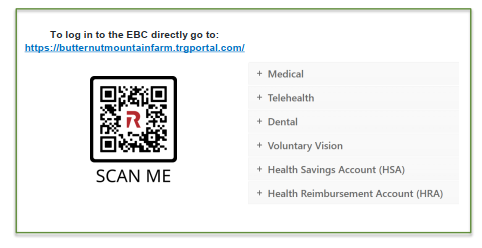 To log in to the EBC directly go to:
https://butternutmountainfarm.trgportal.com/
R
SCAN ME
+ Medical
+ Telehealth
+ Dental
+ Voluntary Vision
+ Health Savings Account (HSA)
+ Health Reimbursement Account (HRA)